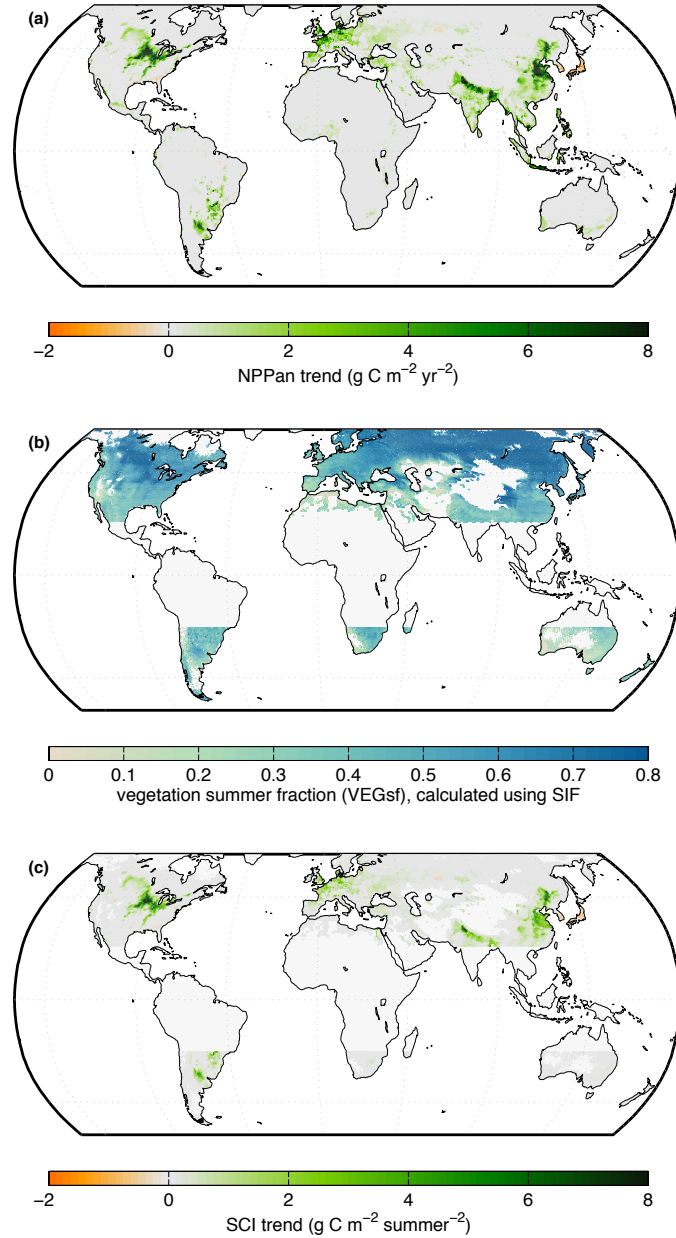 (a)
−2 0 2 4 6 8
NPPan trend (g C m−2 yr−2)
(b)
0 0.1 0.2 0.3 0.4 0.5 0.6 0.7 0.8
vegetation summer fraction (VEGsf), calculated using SIF
(c)
−2 0 2 4 6 8
SCI trend (g C m−2 summer−2)